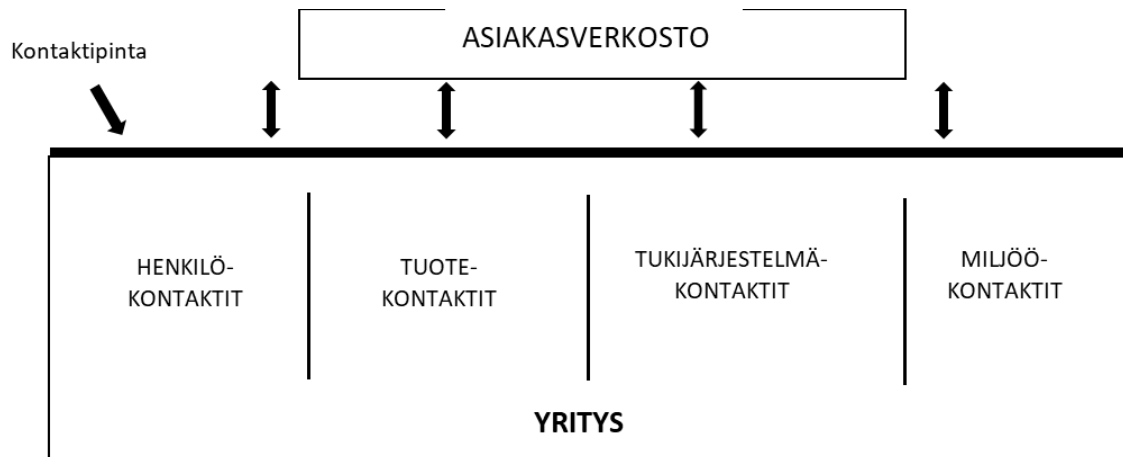 ASIAKASVERKOSTO
Kontaktipinta
HENKILÖ-
KONTAKTIT
TUOTE-
KONTAKTIT
TUKIJÄRJESTELMÄ-
KONTAKTIT
MILJÖÖ-
KONTAKTIT
YRITYS